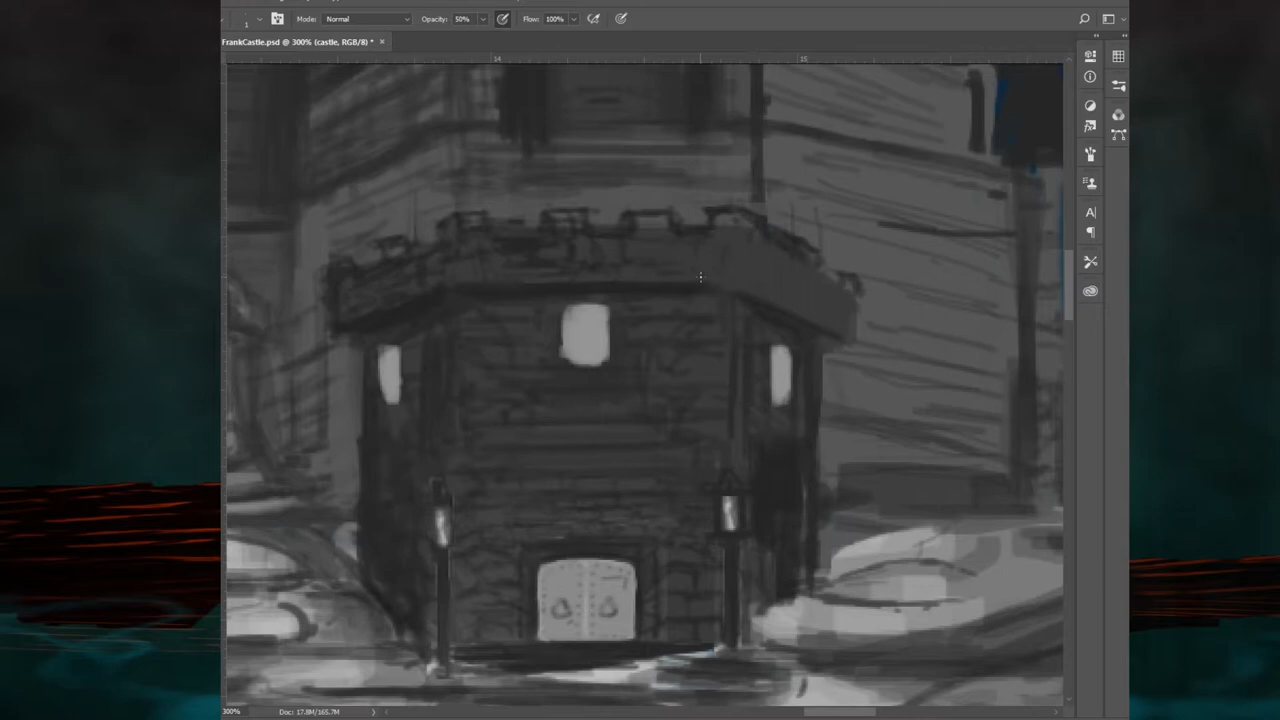 1 Mode: Normal Opacity: 50% Flow: 100%
FrankCastle.psd @ 300% (castle, RGB/8) * ×
14 15
300% Doc: 17.8M/165.7M